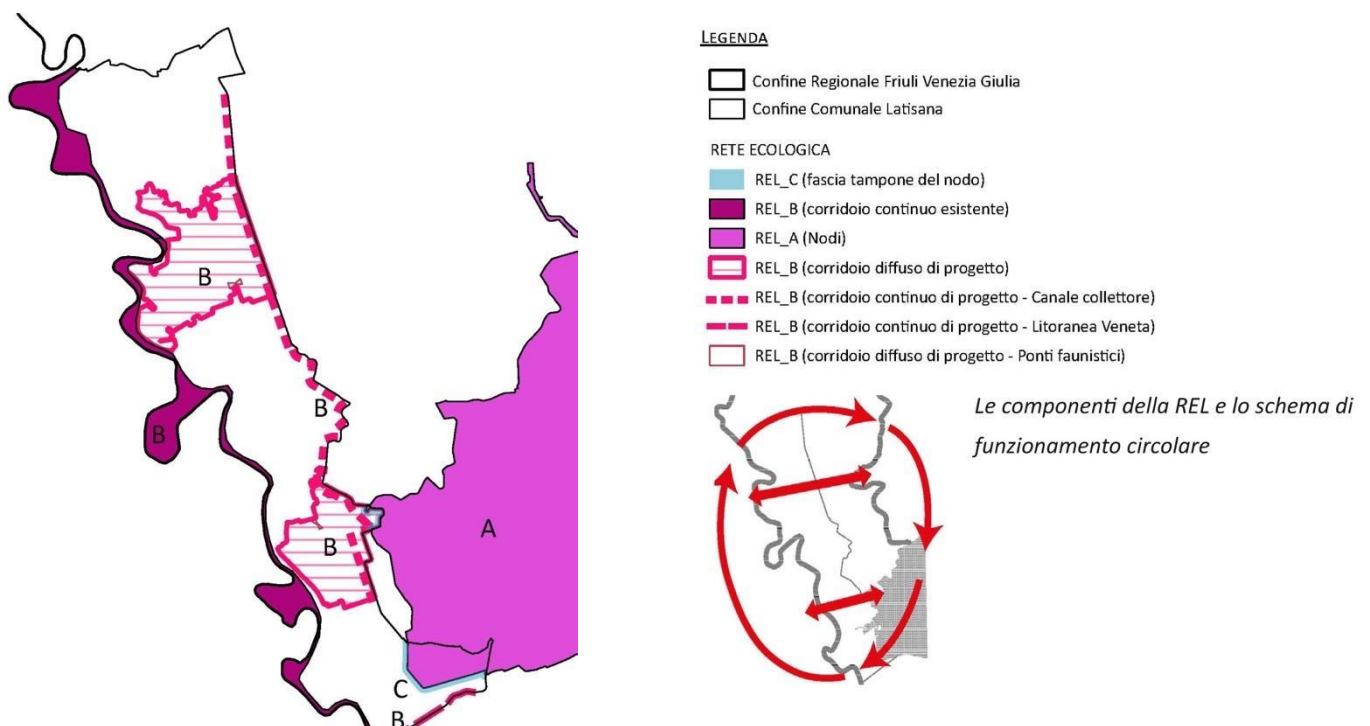 LEGENDA
Confine Regionale Friuli Venezia Giulia
Confine Comunale Latisana
RETE ECOLOGICA
REL_C (fascia tampone del nodo)
REL_B (corridoio continuo esistente)
REL_A (Nodi)
REL_B (corridoio diffuso di progetto)
REL_B (corridoio continuo di progetto - Canale collettore)
REL_B (corridoio continuo di progetto - Litoranea Veneta)
REL_B (corridoio diffuso di progetto - Ponti faunistici)
Le componenti della REL e lo schema di
funzionamento circolare
B
B
B
A
B
C
B